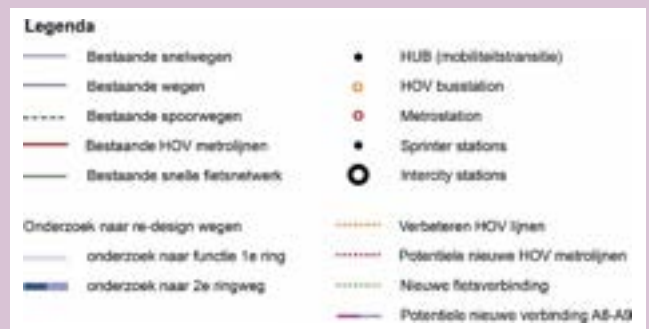 Legenda
Bestaande snelwegen
Bestaande wegen
Bestaande spoorwegen
Bestaande HOV metrolijnen
Bestaande snelle fietsnetwerk
Onderzoek naar re-design wegen
onderzoek naar functie 1e ring
onderzoek naar 2e ringweg
HUB (mobiliteitstransitie)
HOV busstation
Metrostation
Sprinter stations
Intercity stations
Verbeteren HOV lijnen
Potentiele nieuwe HOV metrolijnen
Nieuwe fietsverbinding
Potentiele nieuwe verbinding A8-A9